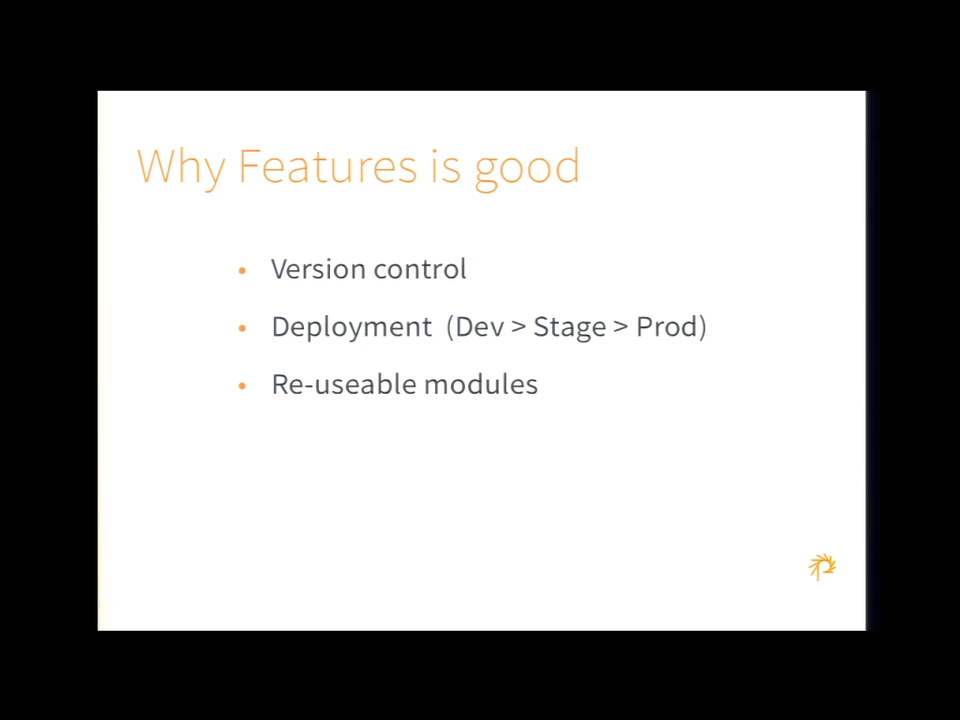 Why Features is good
• Version control
• Deployment (Dev > Stage > Prod)
• Re-useable modules